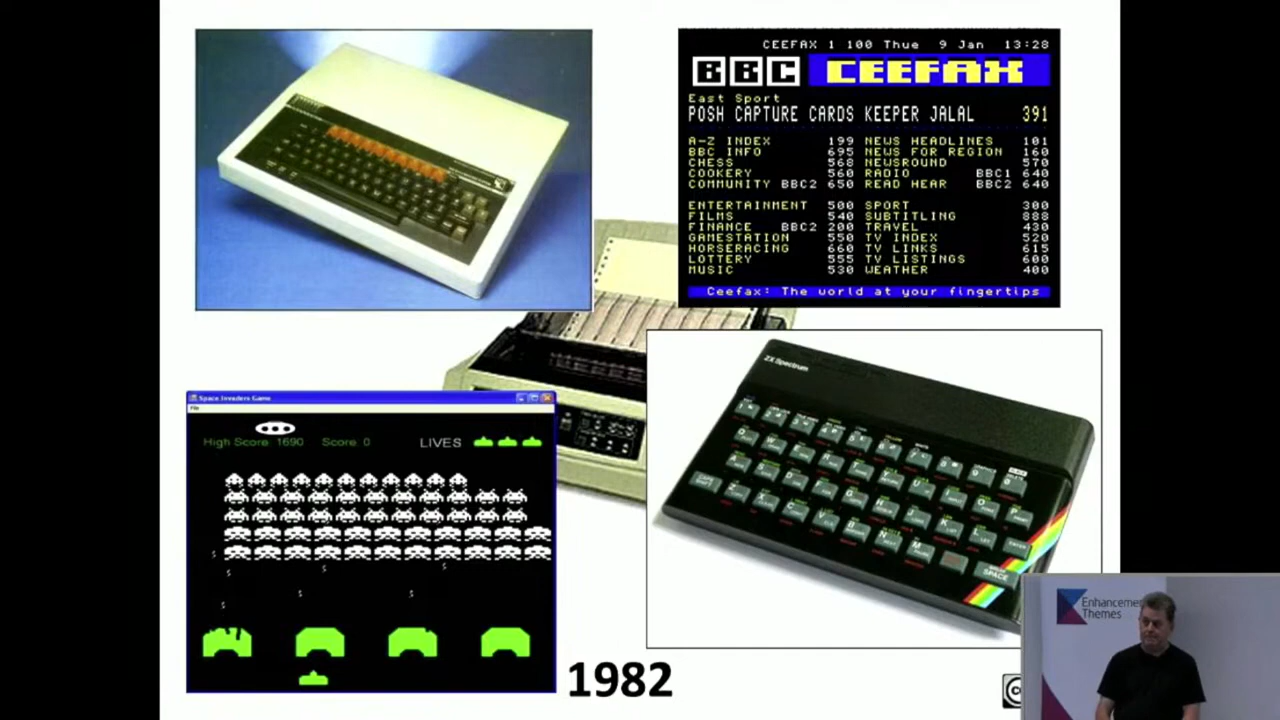 CEEFAX 1 100 Thue 9 Jan 13:28
BBC CEEFAX
East Sport
POSH CAPTURE CARDS KEEPER JALAL 391
A-Z INDEX 199 NEWS HEADLINES 101
BBC INFO 695 NEWS FOR REGION 160
CHESS 568 NEWSROUND 570
COOKERY 560 RADIO BBC1 640
COMMUNITY BBC2 650 READ HEAR BBC2 640
ENTERTAINMENT 500 SPORT 300
FILMS 540 SUBTITLING 888
FINANCE BBC2 200 TRAVEL 430
GAMESTATION 550 TV INDEX 520
HORSERACING 660 TV LINKS 615
LOTTERY 555 TV LISTINGS 600
MUSIC 530 WEATHER 400
Ceefax: The world at your fingertips
ZX Spectrum
Space Invaders Game
File
High Score 1690 Score 0 LIVES
SPACE
1982
Enhancement
Themes